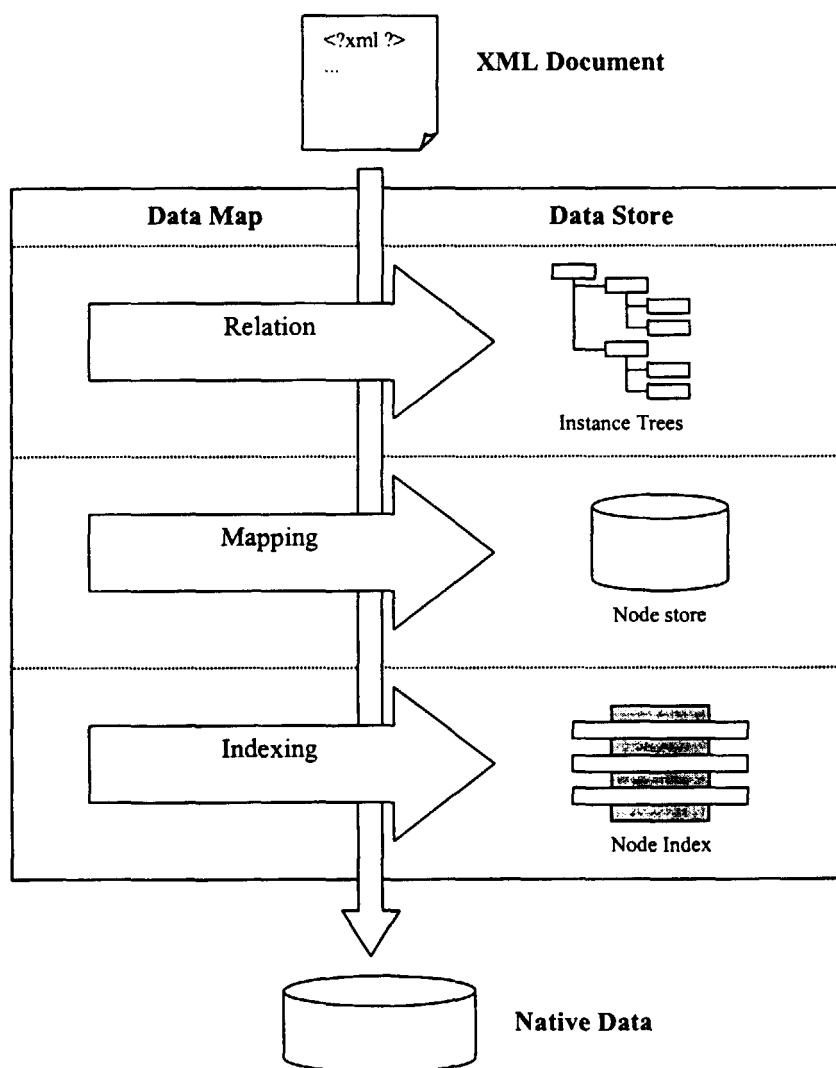 <?xml ?>
...
XML Document
Data Map
Data Store
Relation
Instance Trees
Mapping
Node store
Indexing
Node Index
Native Data